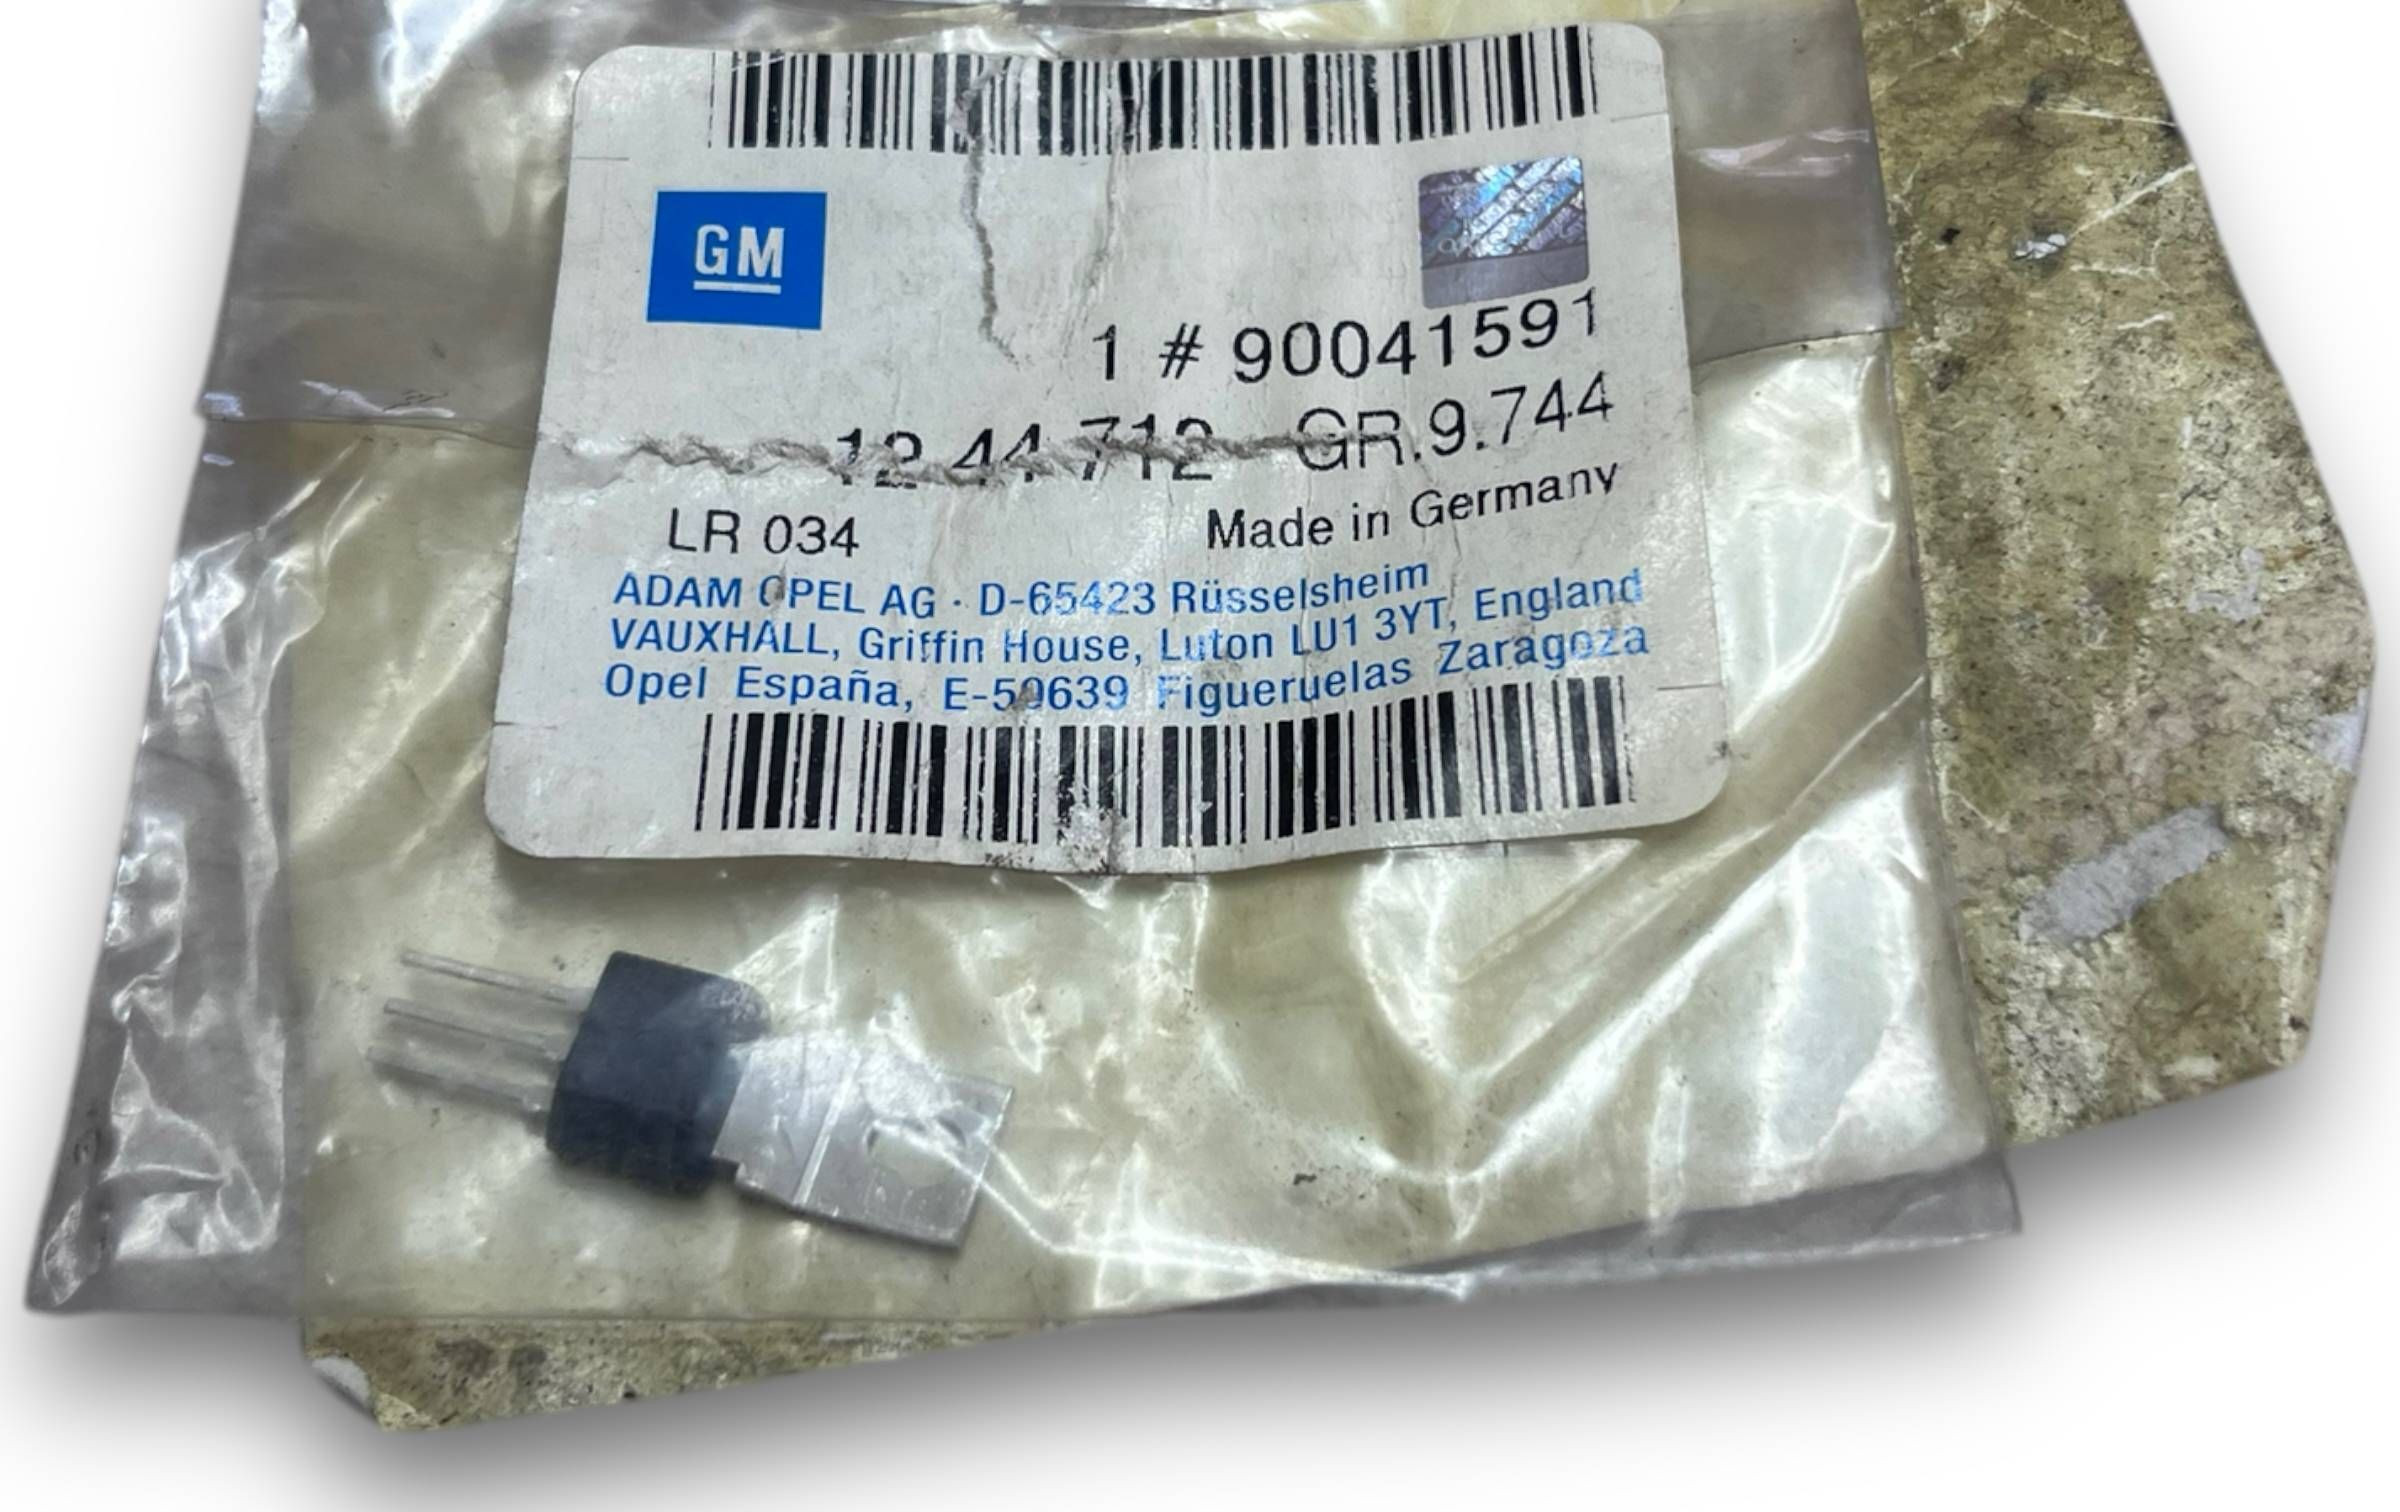 GM
1 # 90041591
12 44 712 GR.9.744
LR 034 Made in Germany
ADAM OPEL AG · D-65423 Rüsselsheim
VAUXHALL, Griffin House, Luton LU1 3YT, England
Opel España, E-50639 Figueruelas Zaragoza